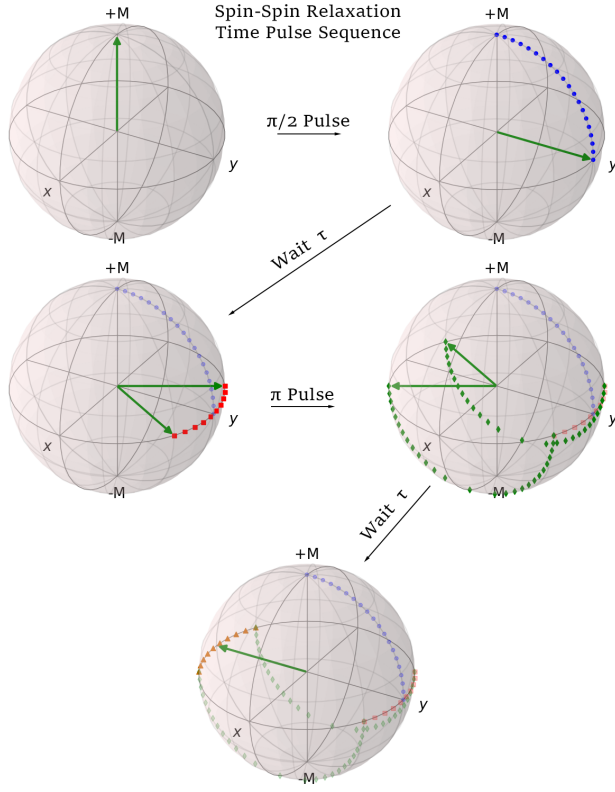 Spin-Spin Relaxation
Time Pulse Sequence
+M
+M
π/2 Pulse
x
y
-M
y
x
-M
Wait τ
+M
+M
π Pulse
x
y
-M
y
x
-M
Wait τ
+M
x
y
-M